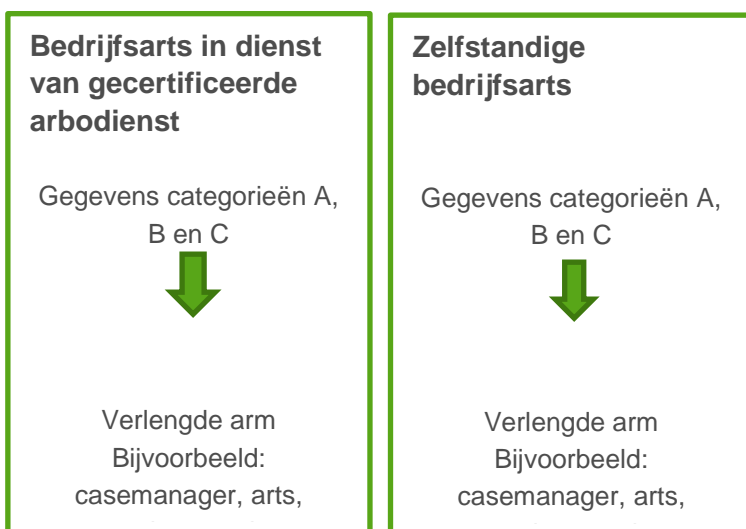 Bedrijfsarts in dienst
van gecertificeerde
arbodienst
Gegevens categorieën A,
B en C
Verlengde arm
Bijvoorbeeld:
casemanager, arts,
Zelfstandige
bedrijfsarts
Gegevens categorieën A,
B en C
Verlengde arm
Bijvoorbeeld:
casemanager, arts,